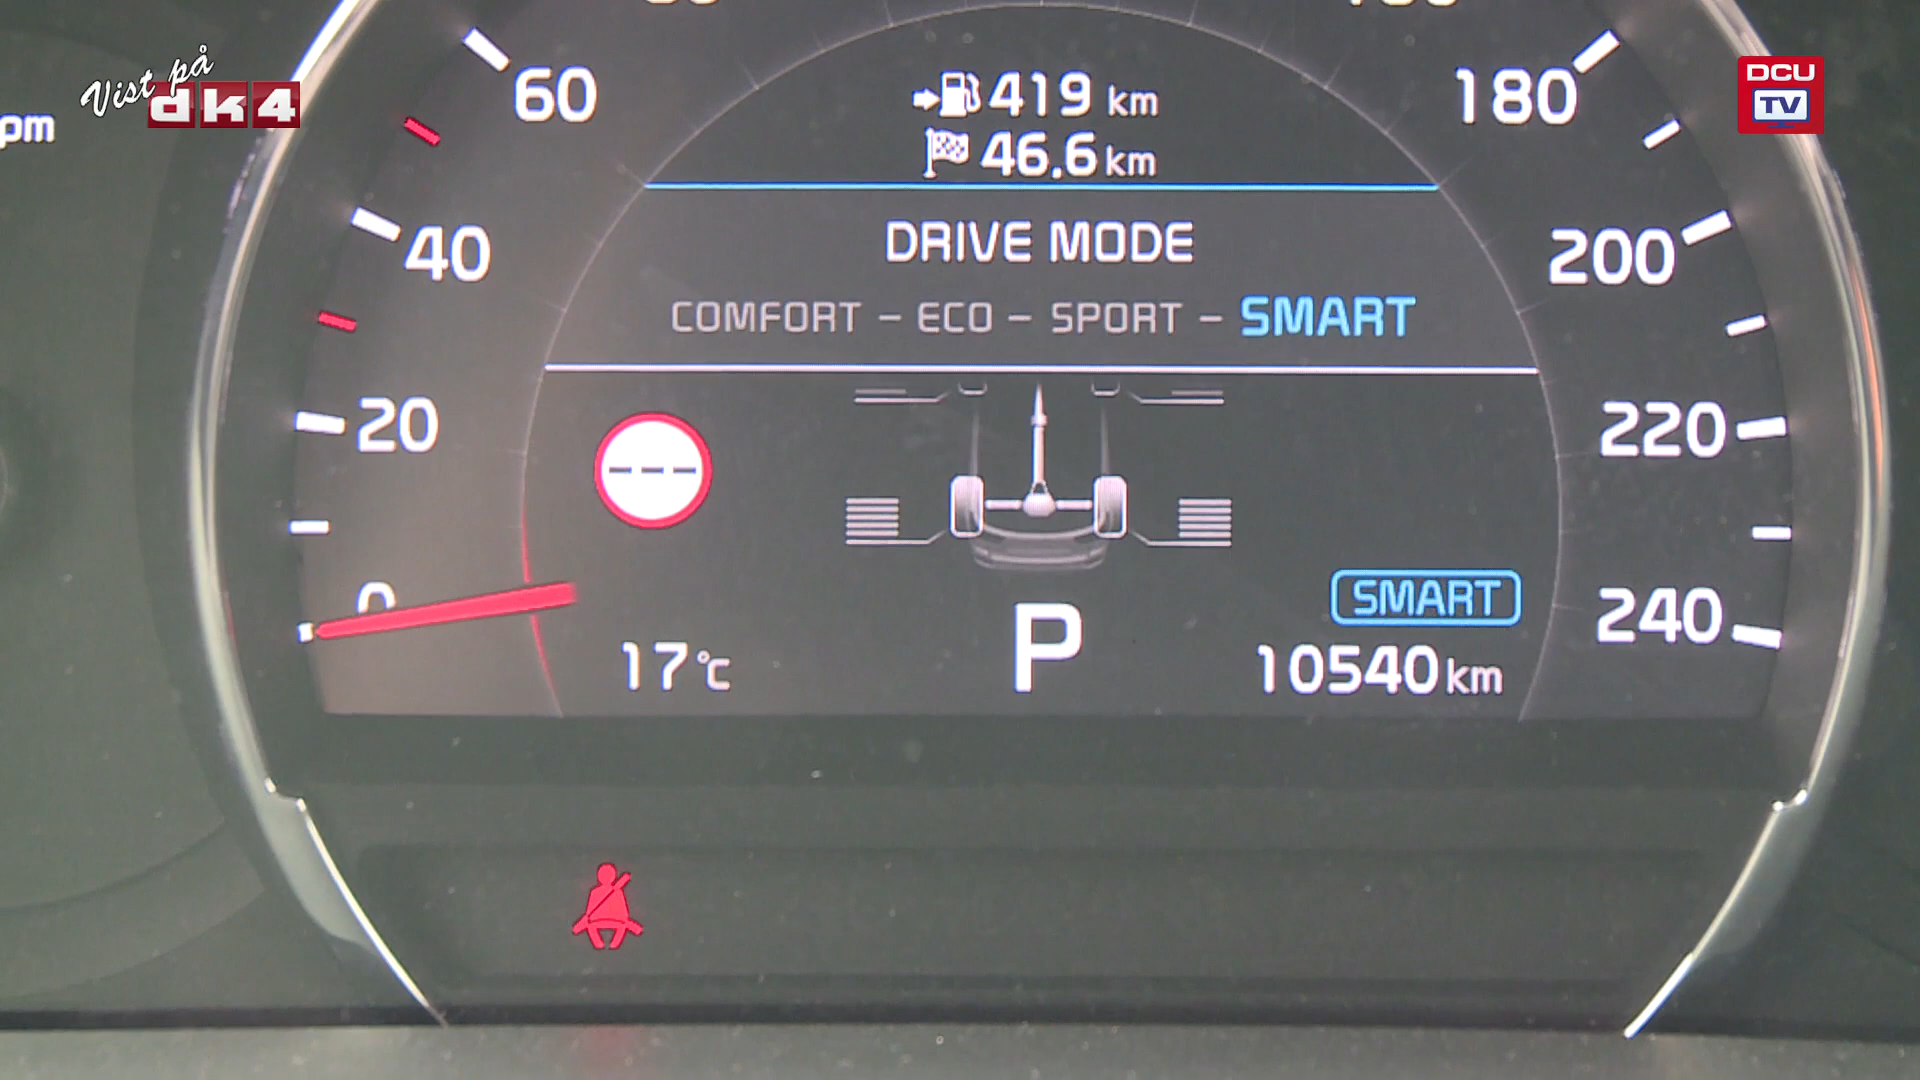 Vist på
dk4
DCU
TV
pm
60
40
20
0
180
200
220
240
419 km
46.6 km
DRIVE MODE
COMFORT - ECO - SPORT - SMART
SMART
P
17°C
10540 km